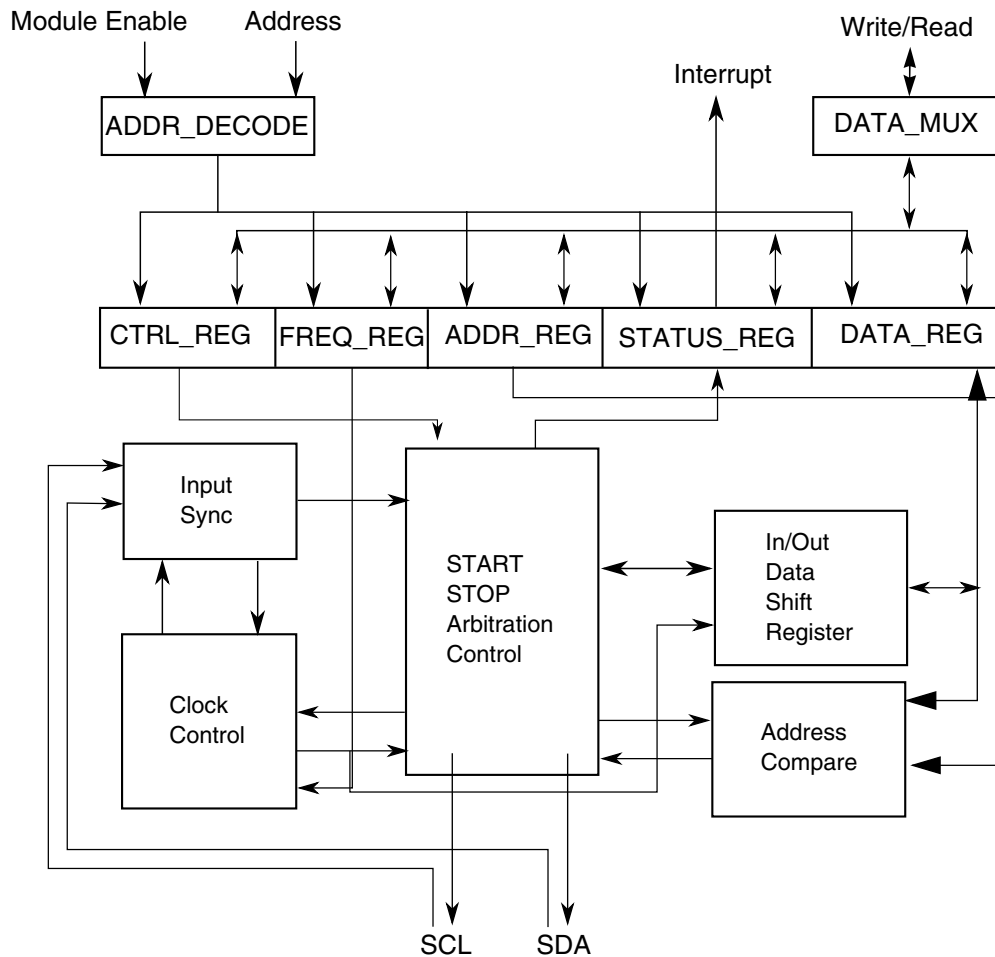 Module Enable
Address
Write/Read
Interrupt
ADDR_DECODE
DATA_MUX
CTRL_REG
FREQ_REG
ADDR_REG
STATUS_REG
DATA_REG
Input
Sync
START
STOP
Arbitration
Control
In/Out
Data
Shift
Register
Clock
Control
Address
Compare
SCL
SDA